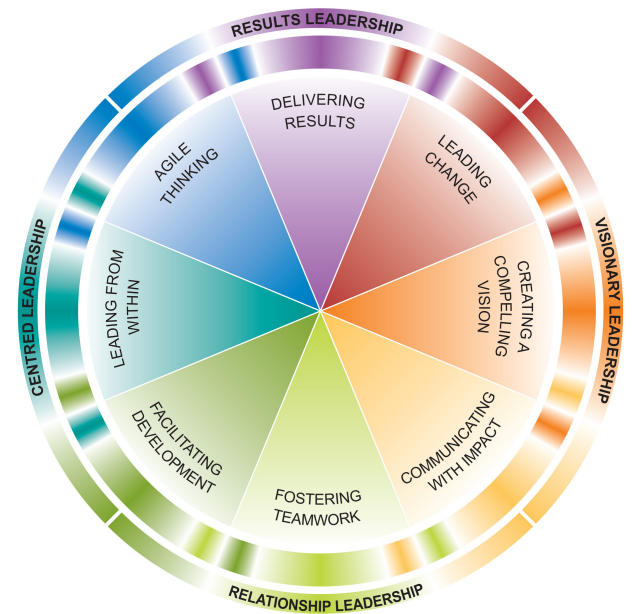 RESULTS LEADERSHIP
DELIVERING
RESULTS
LEADING
CHANGE
CREATING A
COMPELLING
VISION
VISIONARY LEADERSHIP
COMMUNICATING
WITH IMPACT
FOSTERING
TEAMWORK
RELATIONSHIP LEADERSHIP
FACILITATING
DEVELOPMENT
LEADING FROM
WITHIN
CENTRED LEADERSHIP
AGILE
THINKING